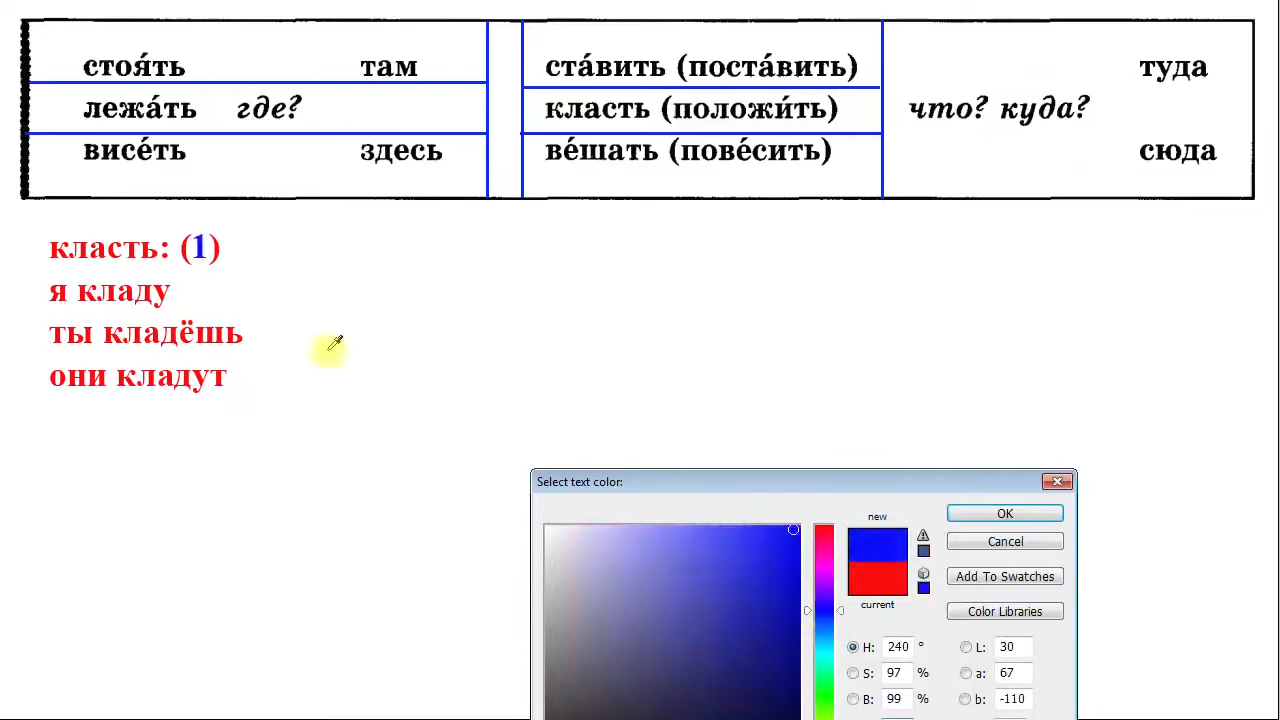 стоя́ть там ста́вить (поста́вить) туда
лежа́ть где? класть (положи́ть) что? куда?
висе́ть здесь ве́шать (пове́сить) сюда
класть: (1)
я кладу
ты кладёшь
они кладут
Select text color:
new
OK
Cancel
Add To Swatches
current
Color Libraries
H: 240 ° L: 30
S: 97 % a: 67
B: 99 % b: -110